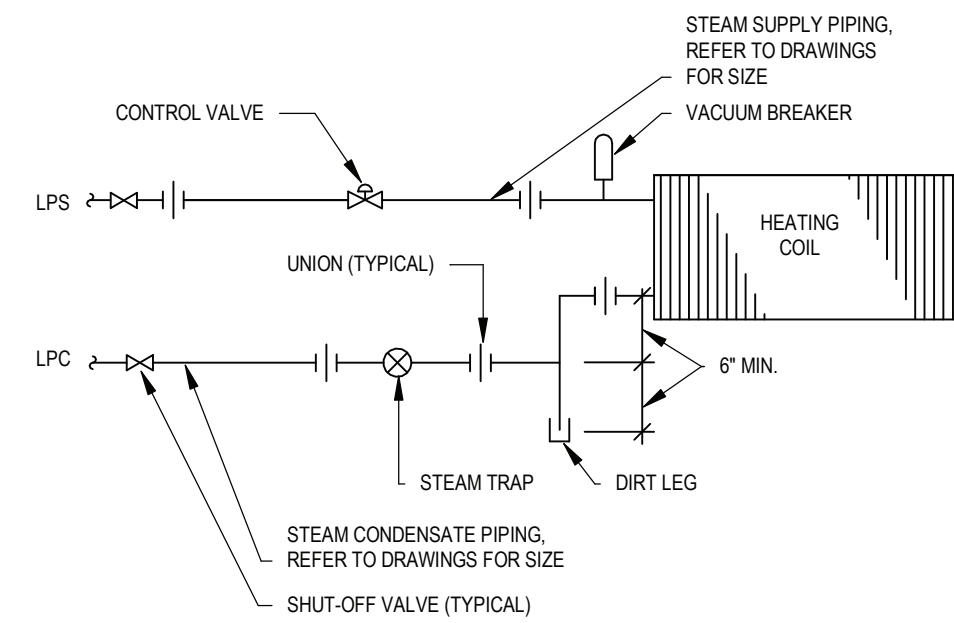 STEAM SUPPLY PIPING,
REFER TO DRAWINGS
FOR SIZE
CONTROL VALVE
VACUUM BREAKER
LPS
HEATING
COIL
UNION (TYPICAL)
LPC
6" MIN.
STEAM TRAP
DIRT LEG
STEAM CONDENSATE PIPING,
REFER TO DRAWINGS FOR SIZE
SHUT-OFF VALVE (TYPICAL)